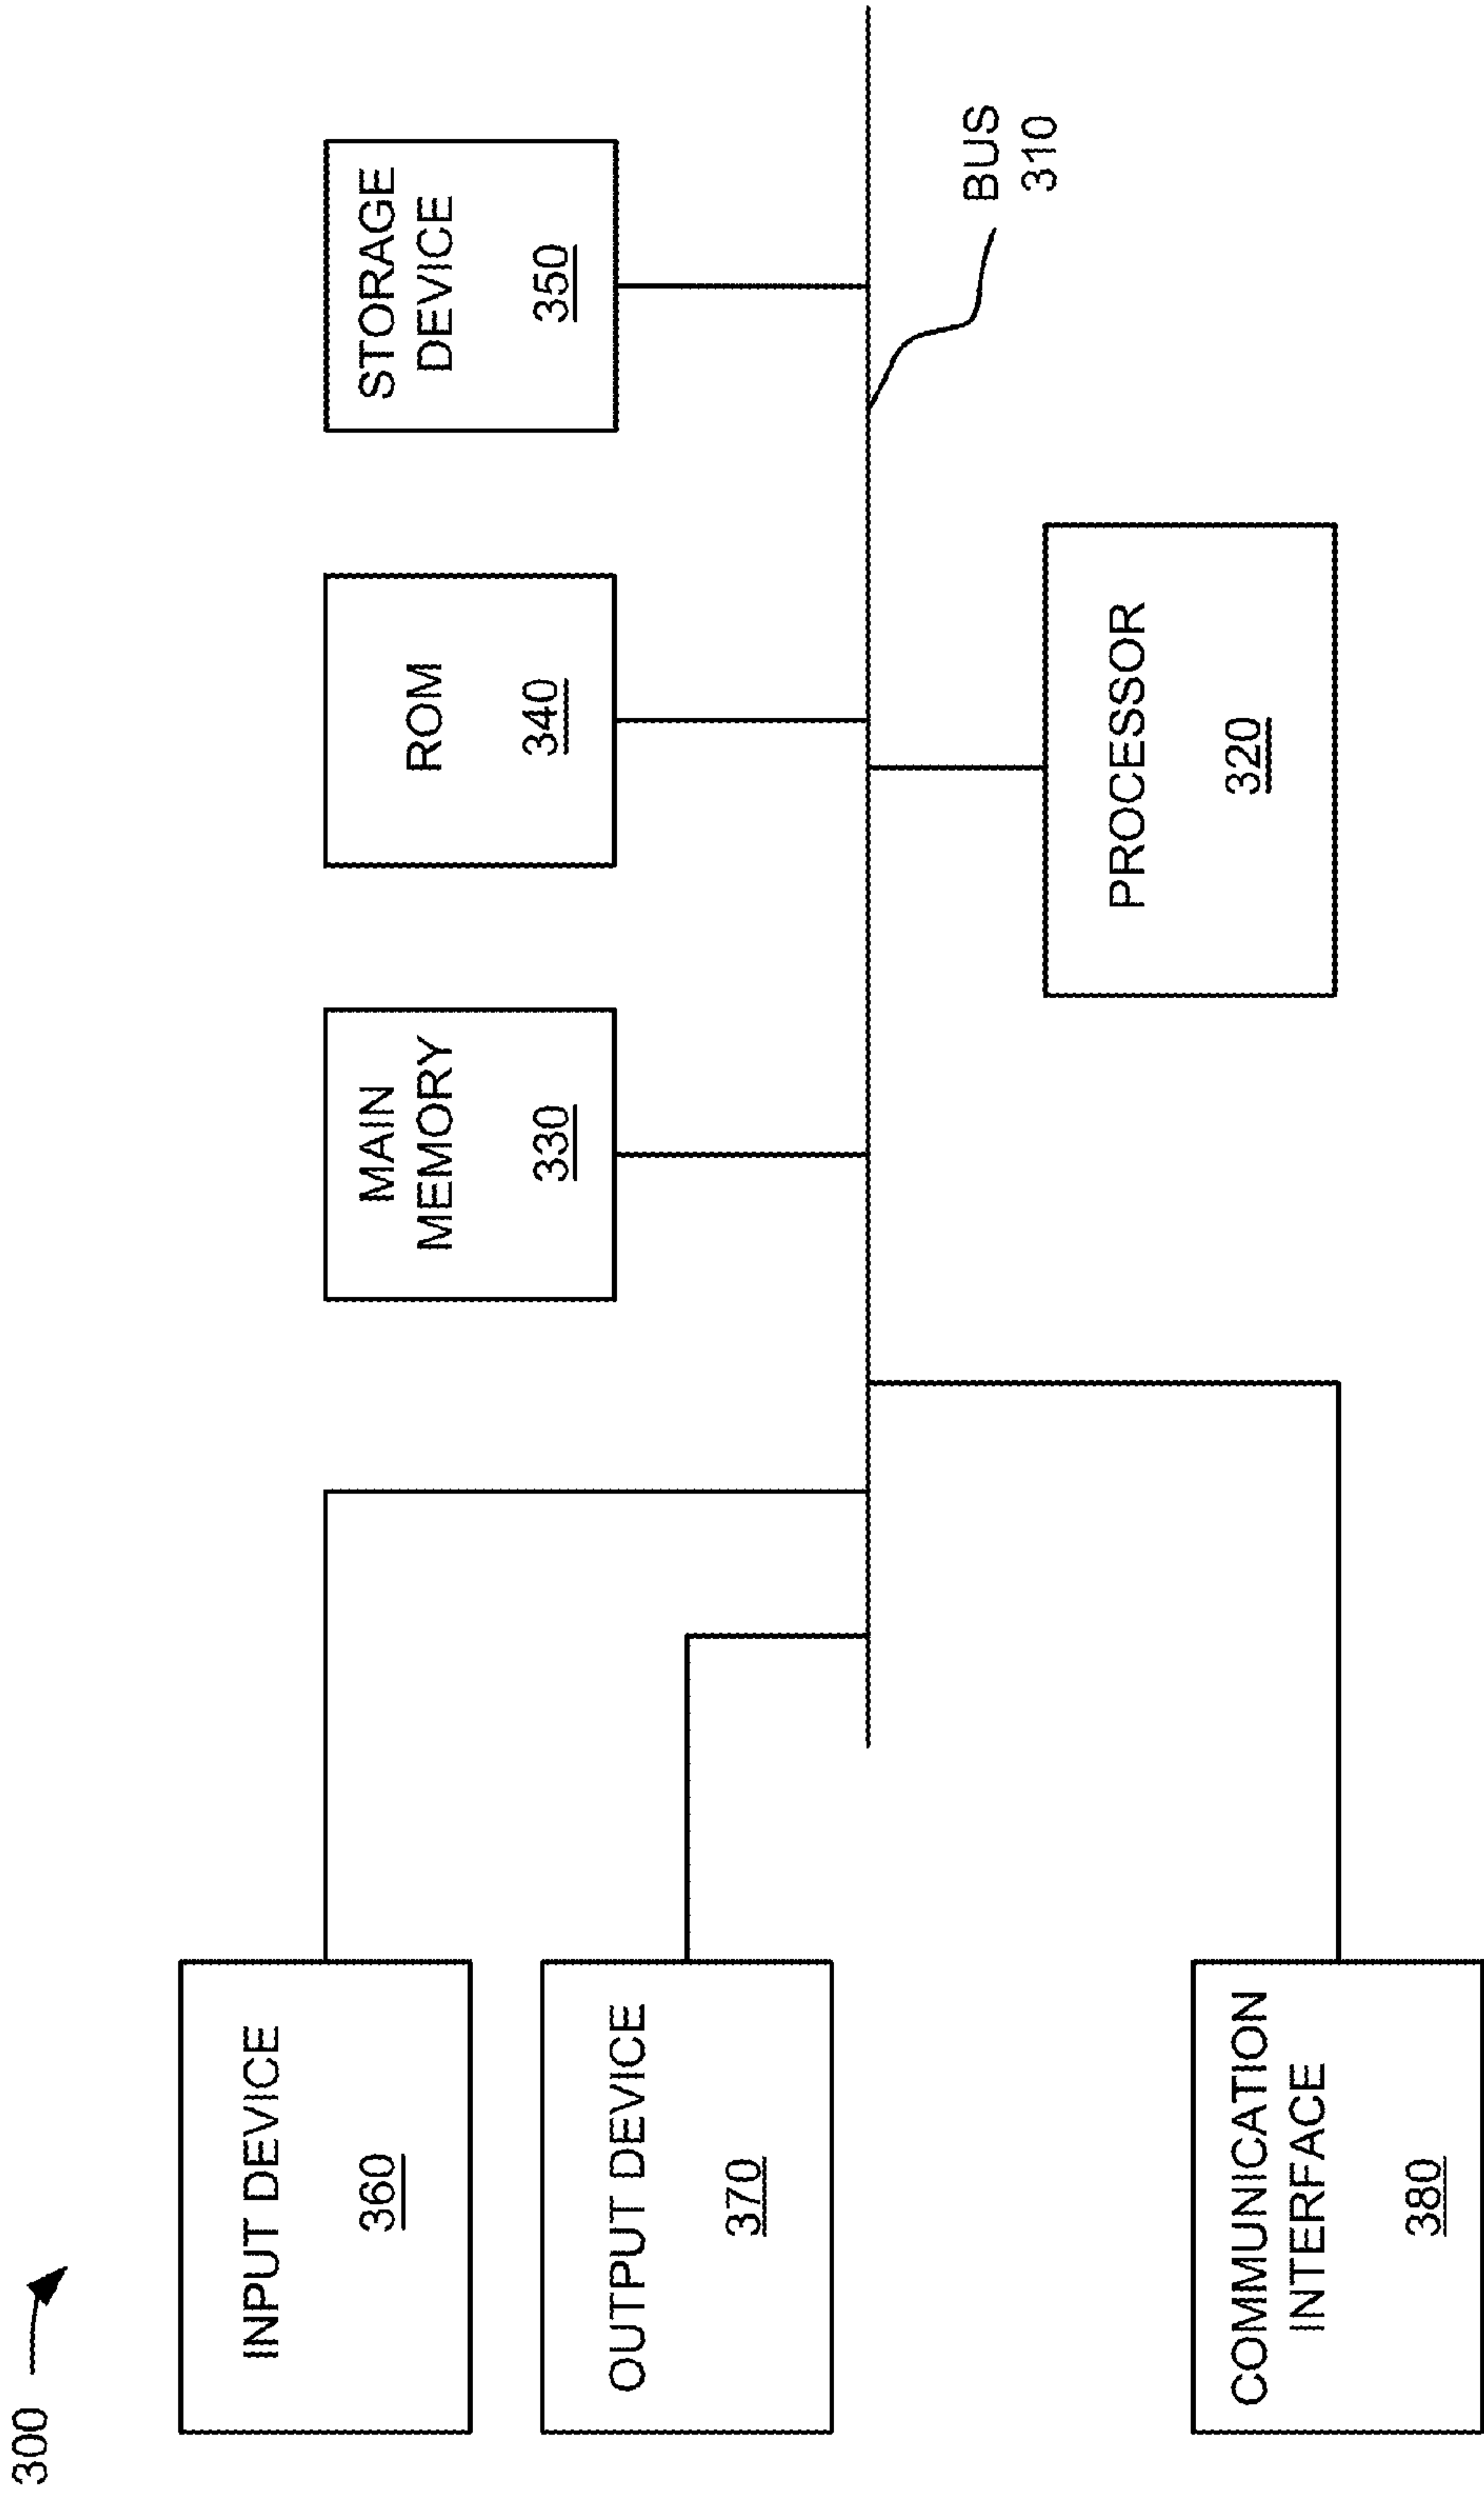 300
INPUT DEVICE
360
OUTPUT DEVICE
370
COMMUNICATION
INTERFACE
380
MAIN
MEMORY
330
ROM
340
STORAGE
DEVICE
350
PROCESSOR
320
BUS
310